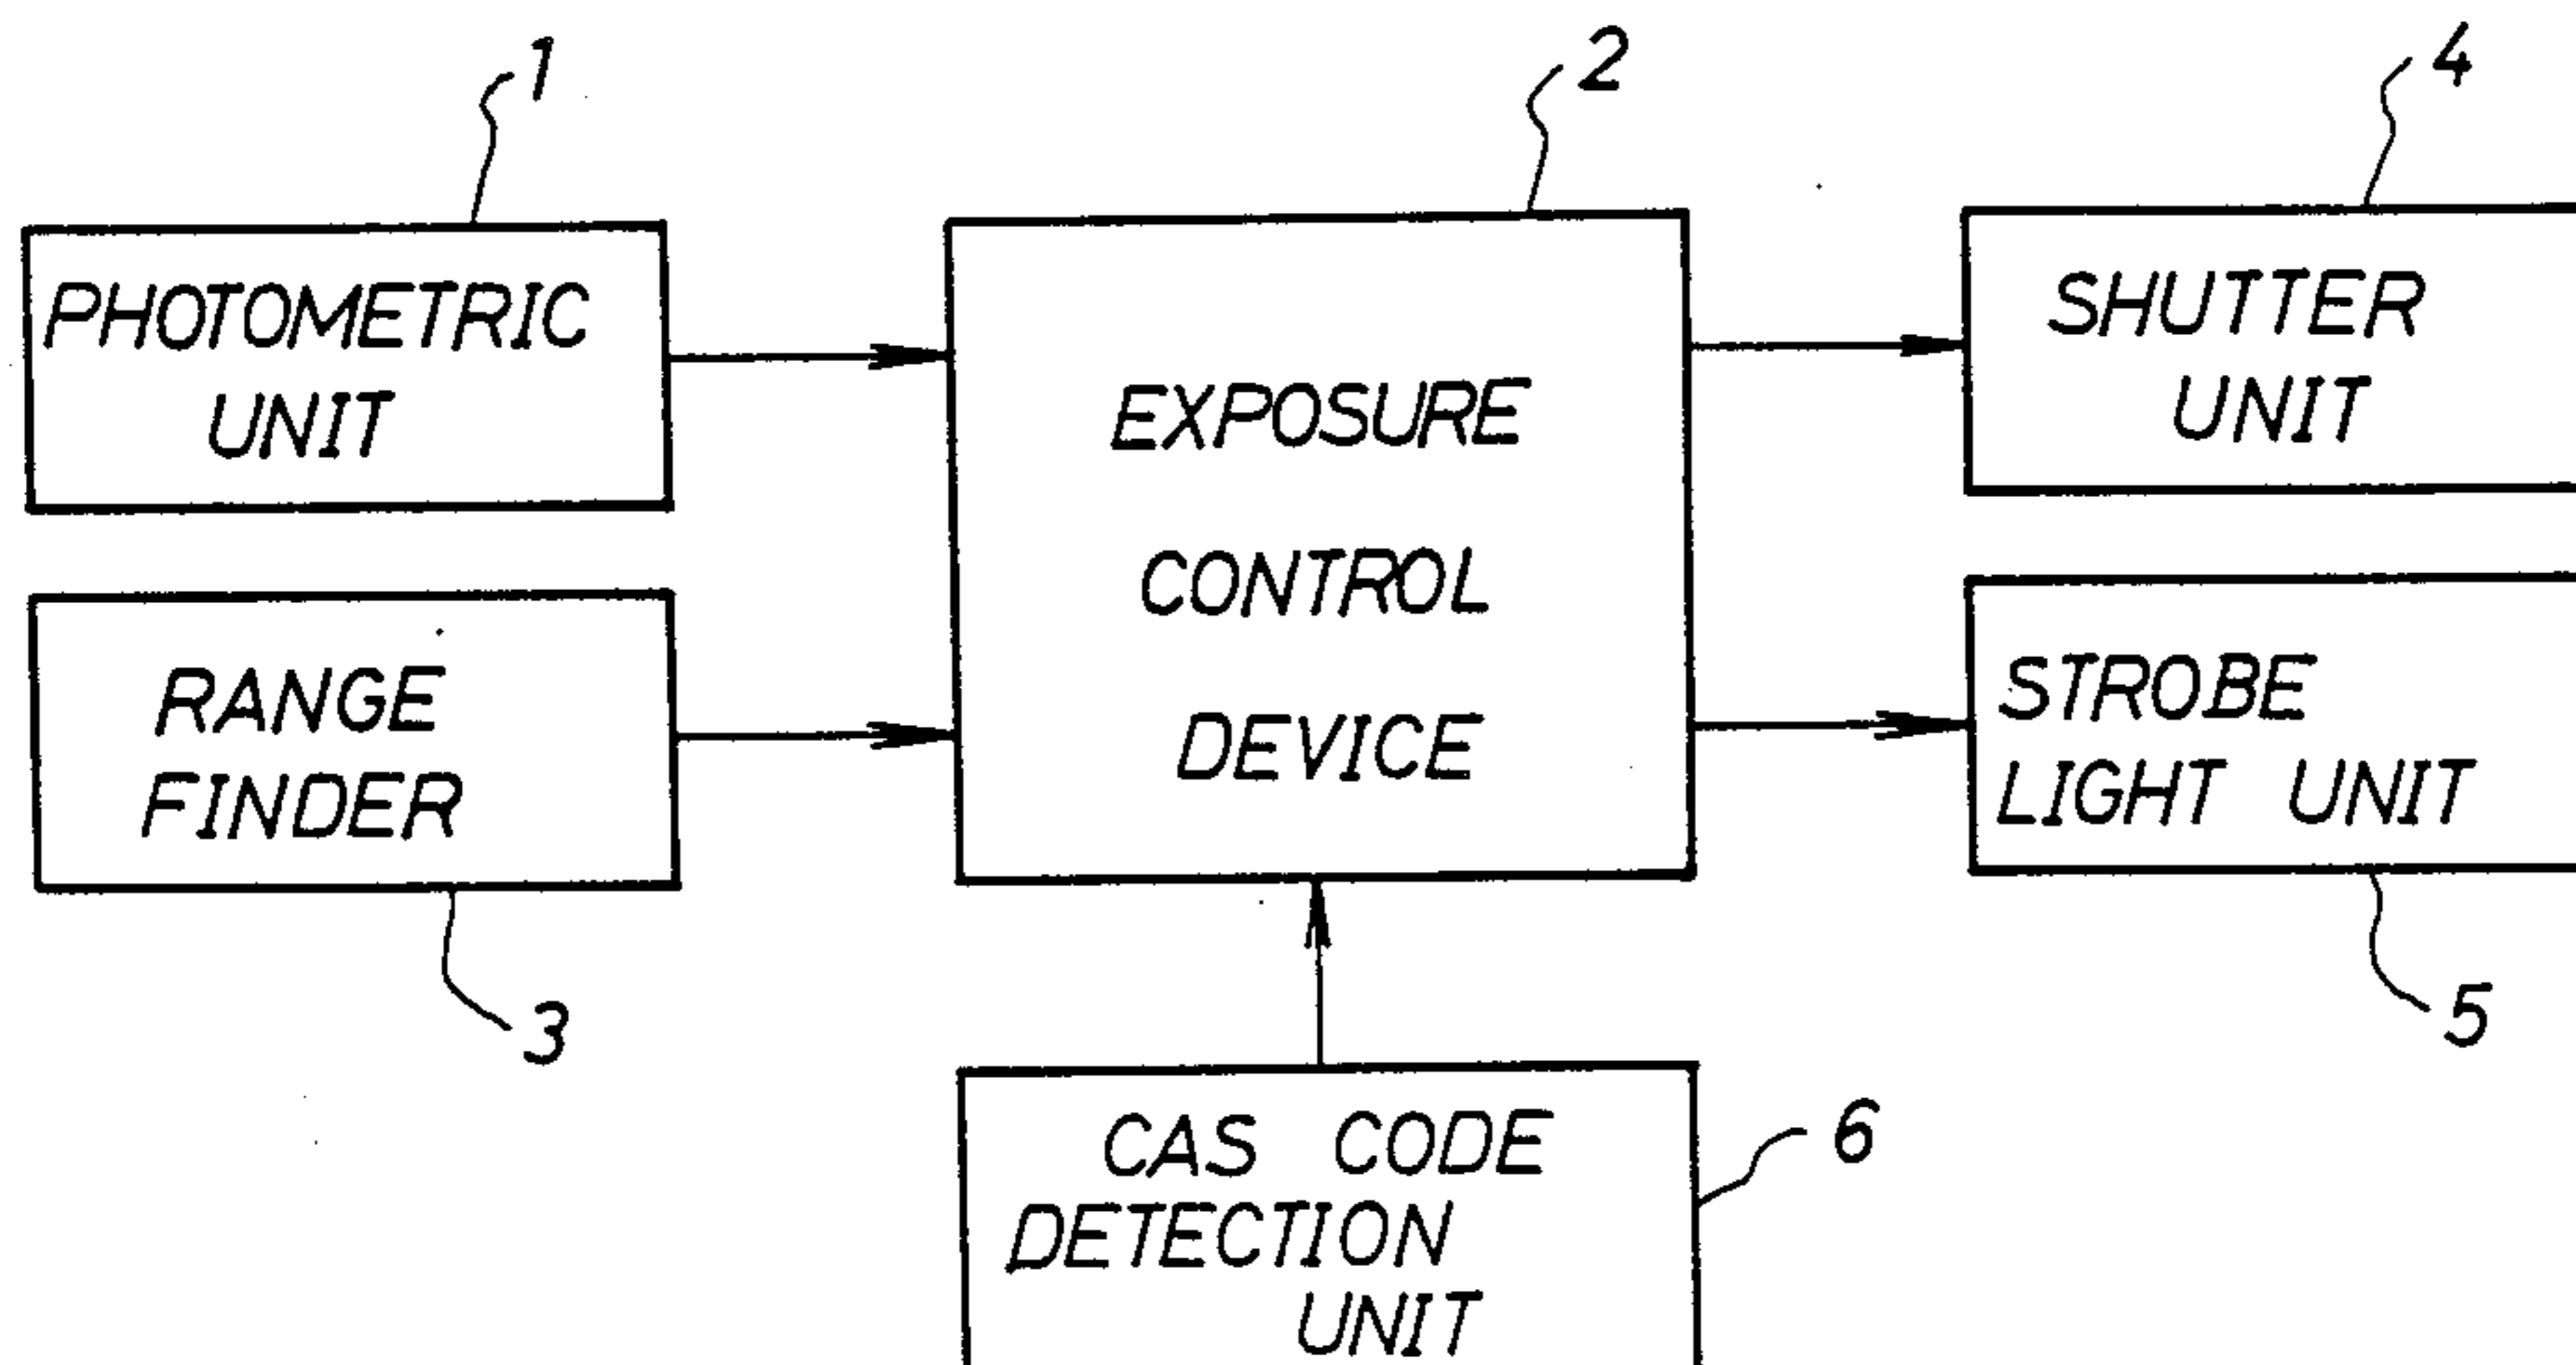 1
2
4
PHOTOMETRIC
UNIT
EXPOSURE
CONTROL
DEVICE
SHUTTER
UNIT
RANGE
FINDER
STROBE
LIGHT UNIT
3
5
CAS CODE
DETECTION
UNIT
6